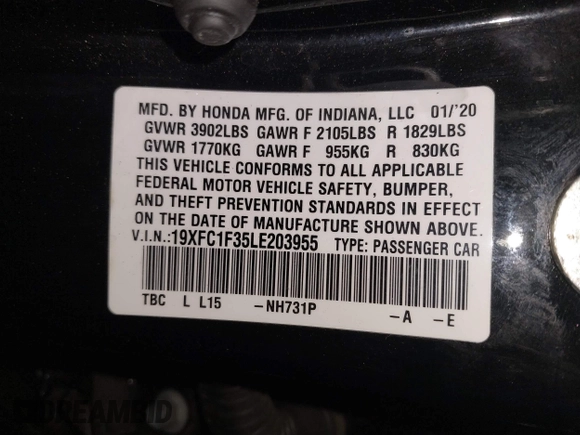 MFD. BY HONDA MFG. OF INDIANA, LLC 01/'20
GVWR 3902LBS GAWR F 2105LBS R 1829LBS
GVWR 1770KG GAWR F 955KG R 830KG
THIS VEHICLE CONFORMS TO ALL APPLICABLE
FEDERAL MOTOR VEHICLE SAFETY, BUMPER,
AND THEFT PREVENTION STANDARDS IN EFFECT
ON THE DATE OF MANUFACTURE SHOWN ABOVE.
V.I.N.:19XFC1F35LE203955 TYPE: PASSENGER CAR
TBC L L15 -NH731P -A -E
DREAMBID